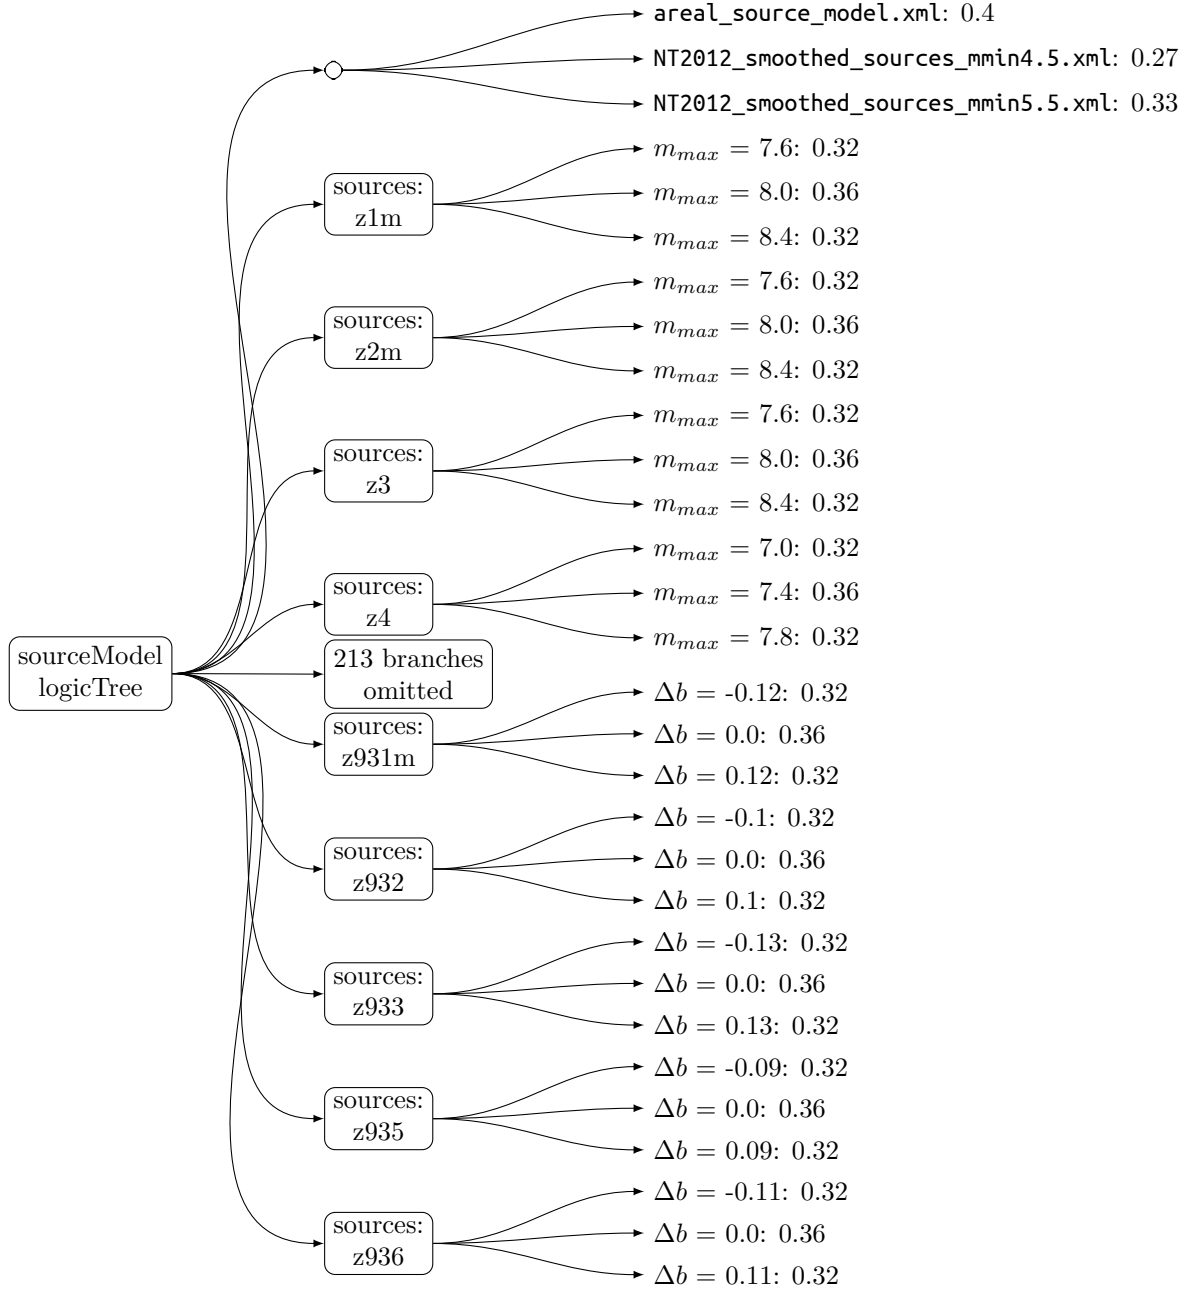 areal_source_model.xml: 0.4
NT2012_smoothed_sources_mmin4.5.xml: 0.27
NT2012_smoothed_sources_mmin5.5.xml: 0.33
sources:
z1m
m_max = 7.6: 0.32
m_max = 8.0: 0.36
m_max = 8.4: 0.32
sources:
z2m
m_max = 7.6: 0.32
m_max = 8.0: 0.36
m_max = 8.4: 0.32
sources:
z3
m_max = 7.6: 0.32
m_max = 8.0: 0.36
m_max = 8.4: 0.32
sources:
z4
m_max = 7.0: 0.32
m_max = 7.4: 0.36
m_max = 7.8: 0.32
sourceModel
logicTree
213 branches
omitted
sources:
z931m
Δb = -0.12: 0.32
Δb = 0.0: 0.36
Δb = 0.12: 0.32
sources:
z932
Δb = -0.1: 0.32
Δb = 0.0: 0.36
Δb = 0.1: 0.32
sources:
z933
Δb = -0.13: 0.32
Δb = 0.0: 0.36
Δb = 0.13: 0.32
sources:
z935
Δb = -0.09: 0.32
Δb = 0.0: 0.36
Δb = 0.09: 0.32
sources:
z936
Δb = -0.11: 0.32
Δb = 0.0: 0.36
Δb = 0.11: 0.32